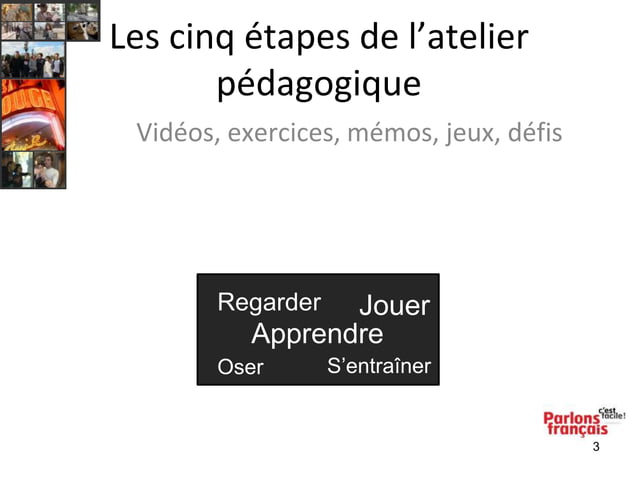 Les cinq étapes de l’atelier
pédagogique
Vidéos, exercices, mémos, jeux, défis
Regarder Jouer
Apprendre
Oser S’entraîner
c'est
Parlons facile!
français
3